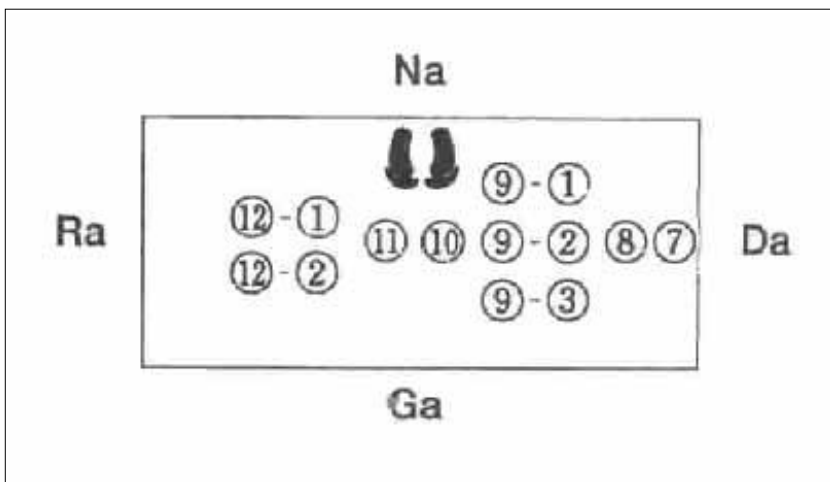 Na
⑨-①
⑫-①
Ra ⑪ ⑩ ⑨-② ⑧ ⑦ Da
⑫-②
⑨-③
Ga